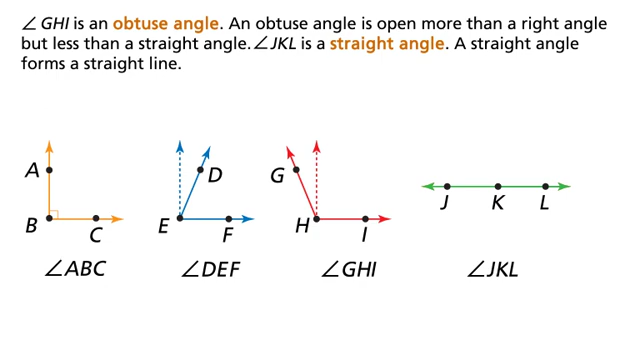 ∠GHI is an obtuse angle. An obtuse angle is open more than a right angle
but less than a straight angle. ∠JKL is a straight angle. A straight angle
forms a straight line.
A
B
C
∠ABC
D
E
F
∠DEF
G
H
I
∠GHI
J K L
∠JKL